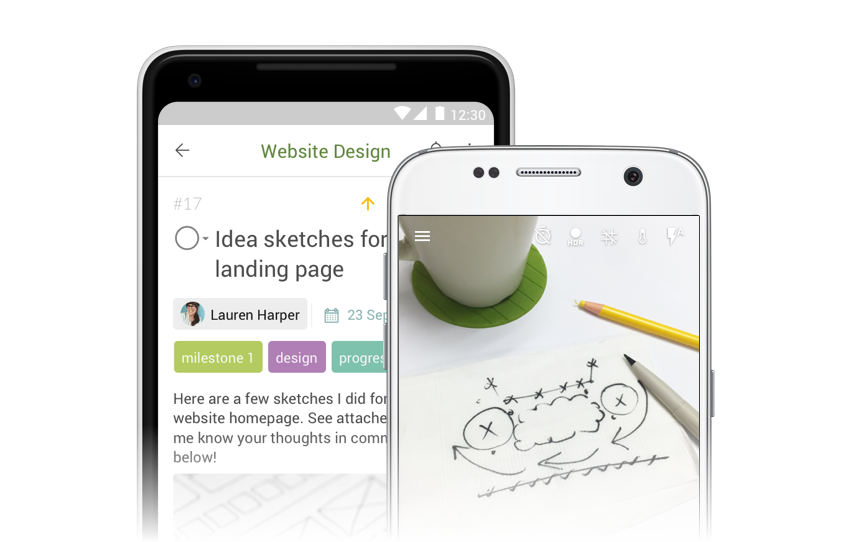 12:30
Website Design
#17
Idea sketches for
landing page
Lauren Harper
23 Sep
milestone 1
design
progres
Here are a few sketches I did for
website homepage. See attache
me know your thoughts in comm
below!
HDR
A